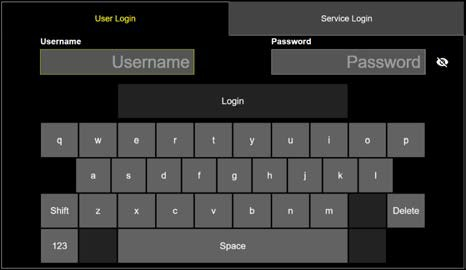 User Login Service Login
Username Password
Username Password
Login
q w e r t y u i o p
a s d f g h j k l
Shift z x c v b n m Delete
123 Space